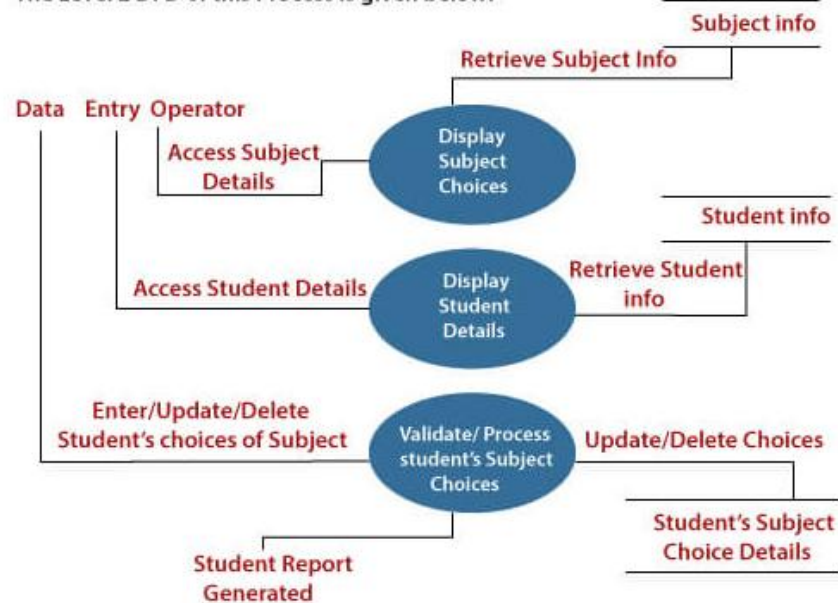 Subject info
Retrieve Subject Info
Data Entry Operator
Access Subject
Details
Display
Subject
Choices
Student info
Access Student Details
Display
Student
Details
Retrieve Student
info
Enter/Update/Delete
Student's choices of Subject
Validate/ Process
student's Subject
Choices
Update/Delete Choices
Student's Subject
Choice Details
Student Report
Generated